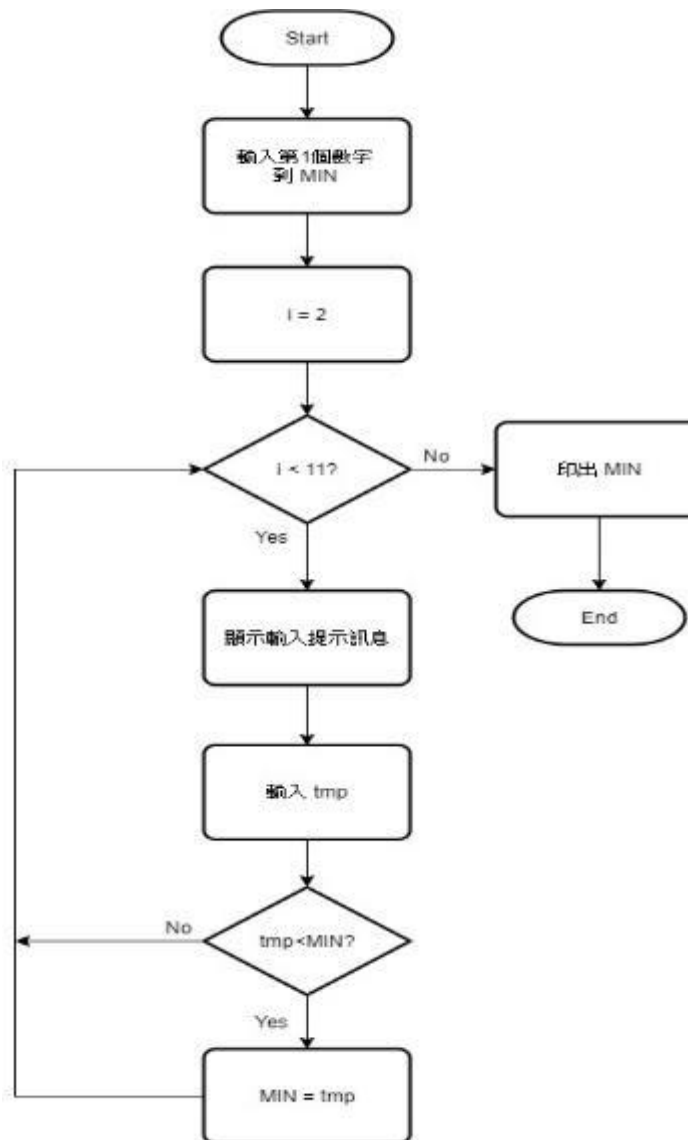 Start
輸入第1個數字
到 MIN
i = 2
i < 11?
No
印出 MIN
Yes
End
顯示輸入提示訊息
輸入 tmp
No
tmp<MIN?
Yes
MIN = tmp